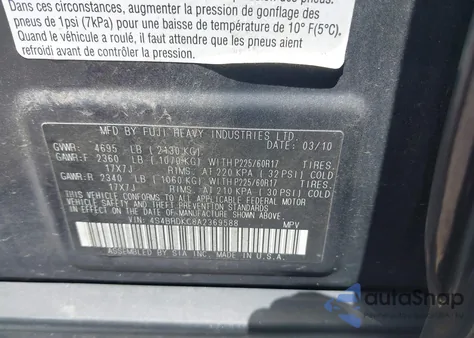 Dans ces circonstances, augmenter la pression de gonflage des
pneus de 1psi (7kPa) pour une baisse de température de 10° F(5°C).
Quand le véhicule a roulé, il faut attendre que les pneus aient
refroidi avant de contrôler la pression.
MFD BY FUJI HEAVY INDUSTRIES LTD.
DATE: 03/10
GVWR: 4695 LB (2130 KG)
GAWR:F 2360 LB (1070 KG) WITH P225/60R17 TIRES.
17X7J RIMS. AT 220 KPA ( 32 PSI) COLD
GAWR:R 2340 LB (1060 KG) WITH P225/60R17 TIRES.
17X7J RIMS. AT 210 KPA ( 30 PSI) COLD
THIS VEHICLE CONFORMS TO ALL APPLICABLE FEDERAL MOTOR
VEHICLE SAFETY STANDARDS IN EFFECT ON THE DATE OF
MANUFACTURE SHOWN ABOVE.
VIN: 4S4BRDKC8A2369588 MPV
ASSEMBLED BY SIA INC. MADE IN U.S.A.
autoShap